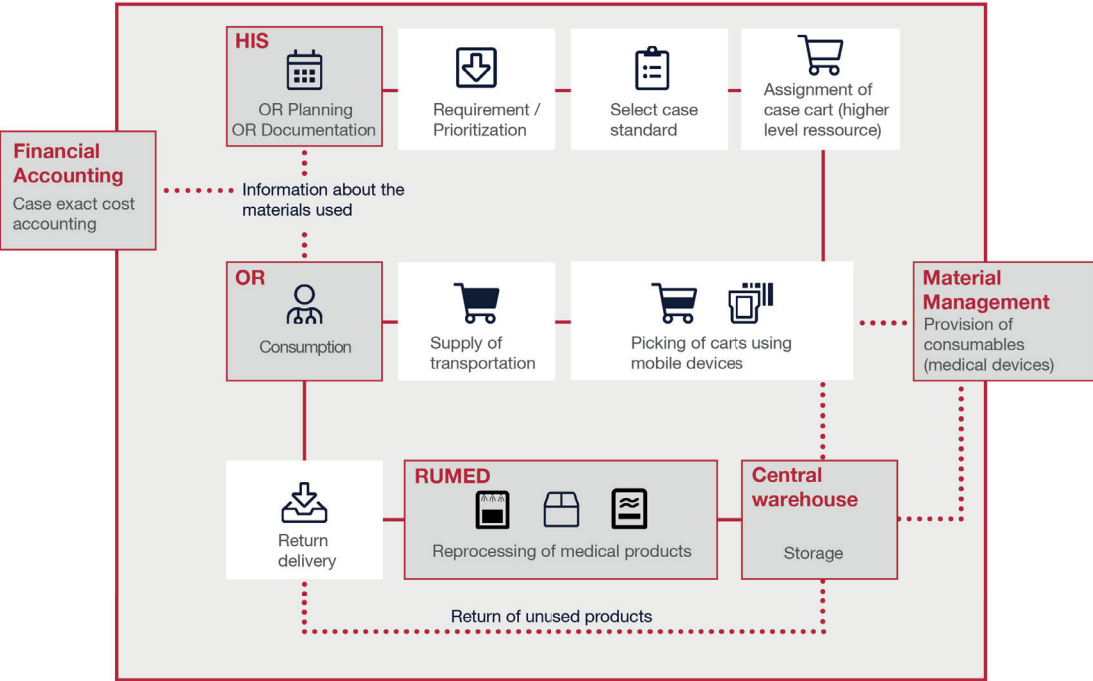 HIS
OR Planning
OR Documentation
Requirement /
Prioritization
Select case
standard
Assignment of
case cart (higher
level ressource)
Financial
Accounting
Case exact cost
accounting
Information about the
materials used
OR
Consumption
Supply of
transportation
Picking of carts using
mobile devices
Material
Management
Provision of
consumables
(medical devices)
Return
delivery
RUMED
Reprocessing of medical products
Central
warehouse
Storage
Return of unused products